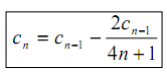 $c_n = c_{n-1} - \frac{2c_{n-1}}{4n+1}$